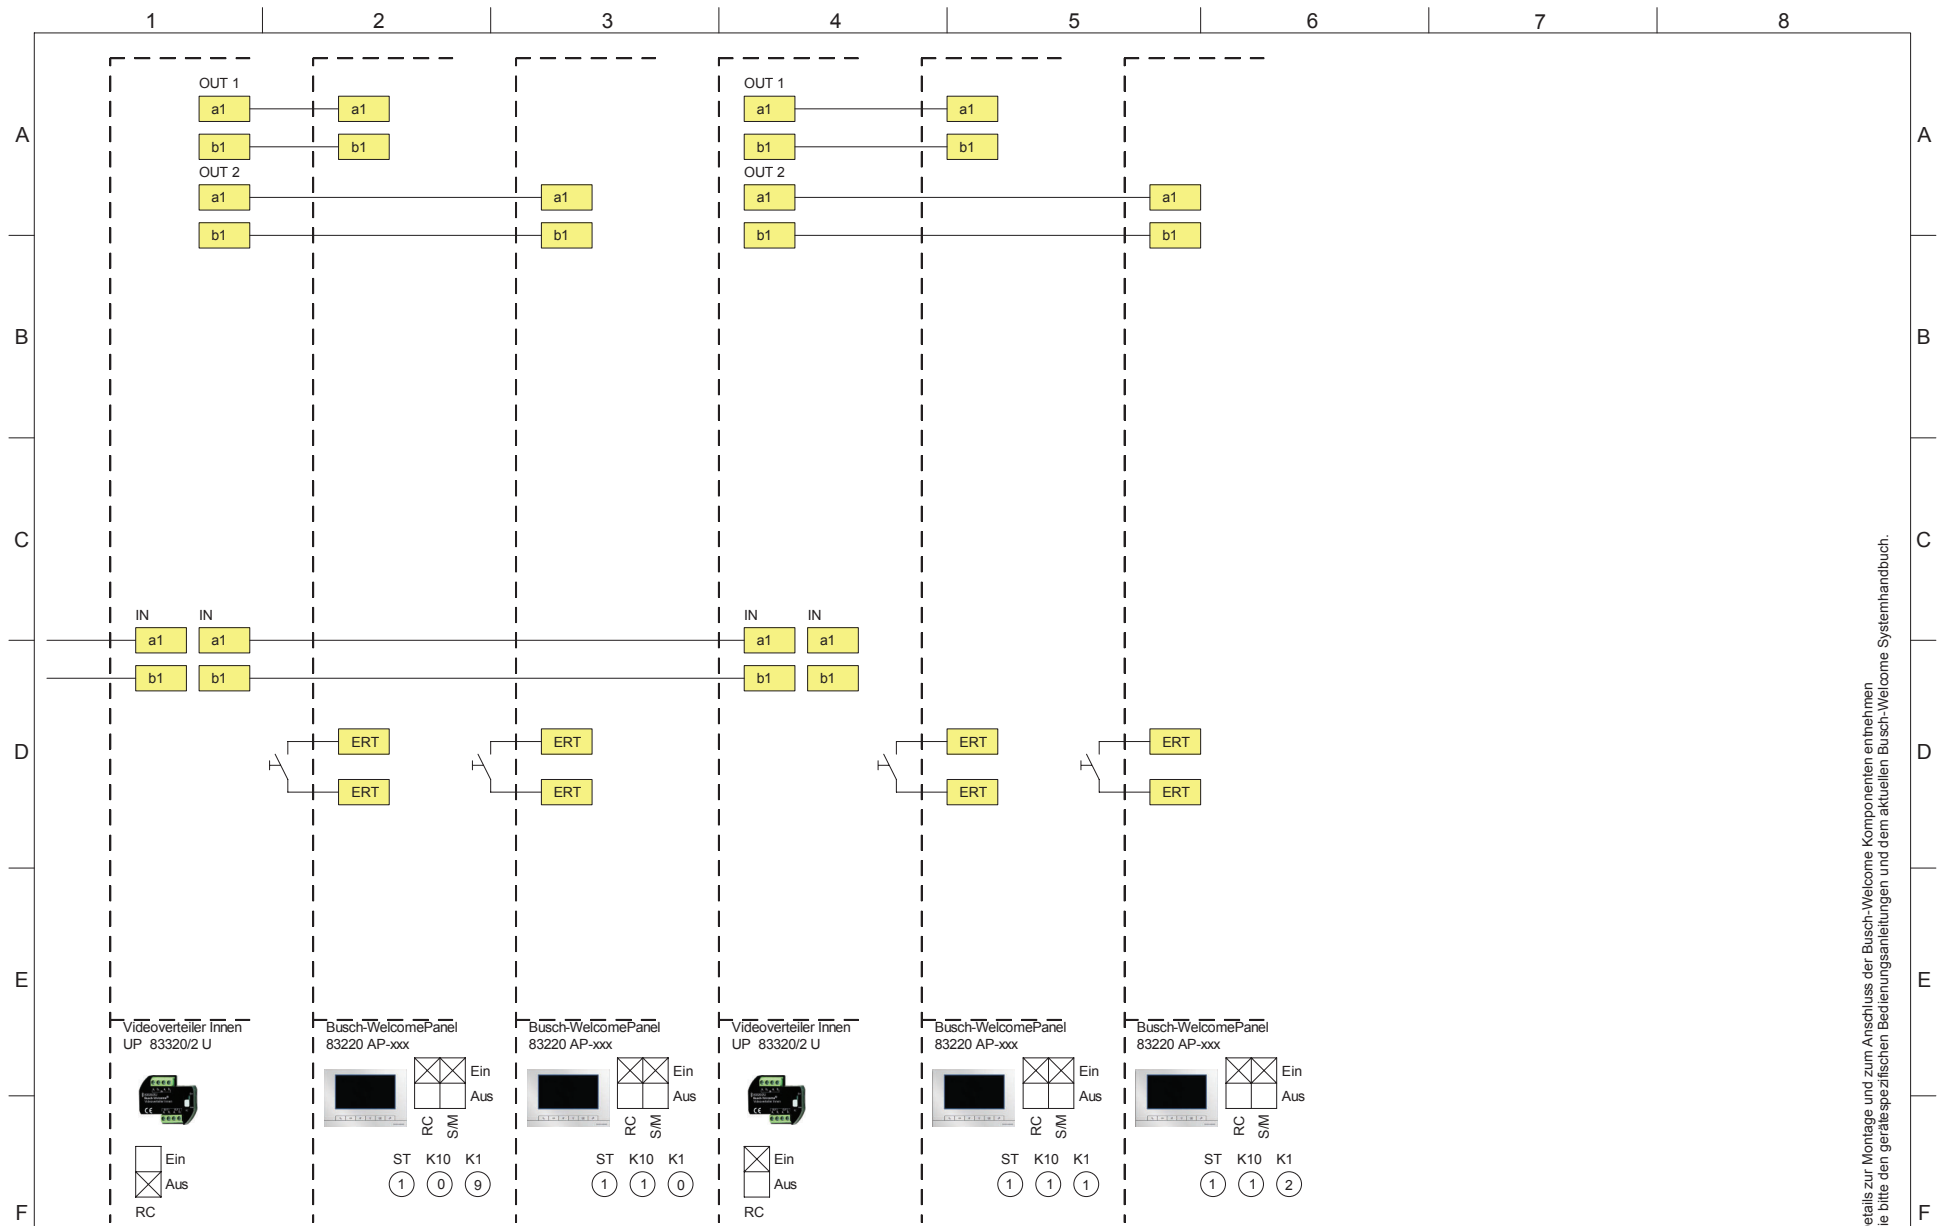 1 2 3 4 5 6 7 8
OUT 1 OUT 1
a1 a1 a1 a1
A A
b1 b1 b1 b1
OUT 2 OUT 2
a1 a1 a1 a1
b1 b1 b1 b1
B B
C C
IN IN IN IN
a1 a1 a1 a1
b1 b1 b1 b1
ERT ERT ERT ERT
D D
ERT ERT ERT ERT
E E
Videoverteiler Innen
UP 83320/2 U
Ein
Aus
RC
Busch-WelcomePanel
83220 AP-xxx
Ein
Aus
RC S/M
ST K10 K1
1 0 9
Busch-WelcomePanel
83220 AP-xxx
Ein
Aus
RC S/M
ST K10 K1
1 1 0
Videoverteiler Innen
UP 83320/2 U
Ein
Aus
RC
Busch-WelcomePanel
83220 AP-xxx
Ein
Aus
RC S/M
ST K10 K1
1 1 1
Busch-WelcomePanel
83220 AP-xxx
Ein
Aus
RC S/M
ST K10 K1
1 1 2
F F
etails zur Montage und zum Anschluss der Busch-Welcome Komponenten entnehmen
ie bitte den gerätespezifischen Bedienungsanleitungen und dem aktuellen Busch-Welcome Systemhandbuch.